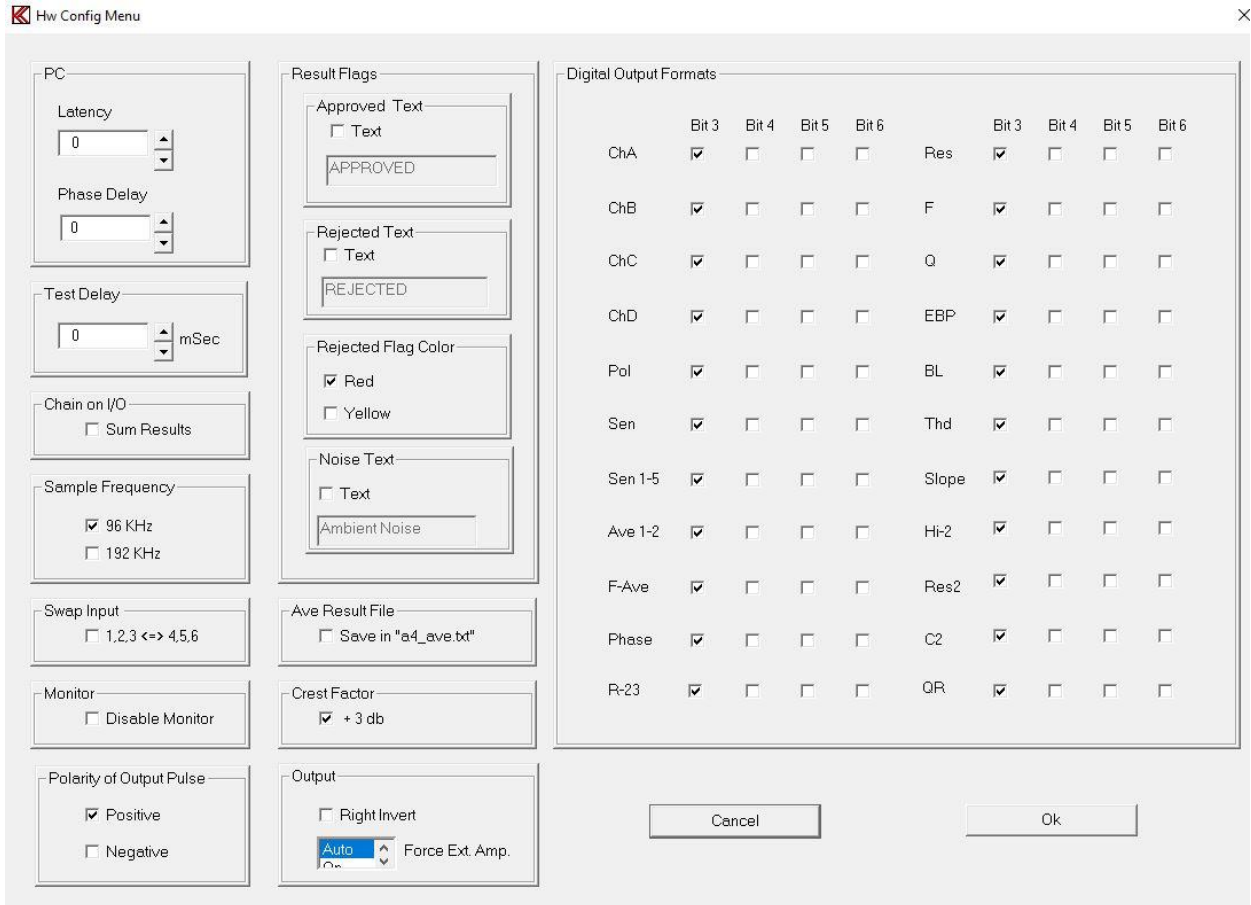 Hw Config Menu
PC
Latency
0
Phase Delay
0
Test Delay
0 mSec
Chain on I/O
Sum Results
Sample Frequency
96 KHz
192 KHz
Swap Input
1,2,3 <=> 4,5,6
Monitor
Disable Monitor
Polarity of Output Pulse
Positive
Negative
Result Flags
Approved Text
Text
APPROVED
Rejected Text
Text
REJECTED
Rejected Flag Color
Red
Yellow
Noise Text
Text
Ambient Noise
Ave Result File
Save in "a4_ave.txt"
Crest Factor
+ 3 db
Output
Right Invert
Auto
On
Force Ext. Amp.
Digital Output Formats
Bit 3 Bit 4 Bit 5 Bit 6 Bit 3 Bit 4 Bit 5 Bit 6
ChA Res
ChB F
ChC Q
ChD EBP
Pol BL
Sen Thd
Sen 1-5 Slope
Ave 1-2 Hi-2
F-Ave Res2
Phase C2
R-23 QR
Cancel Ok